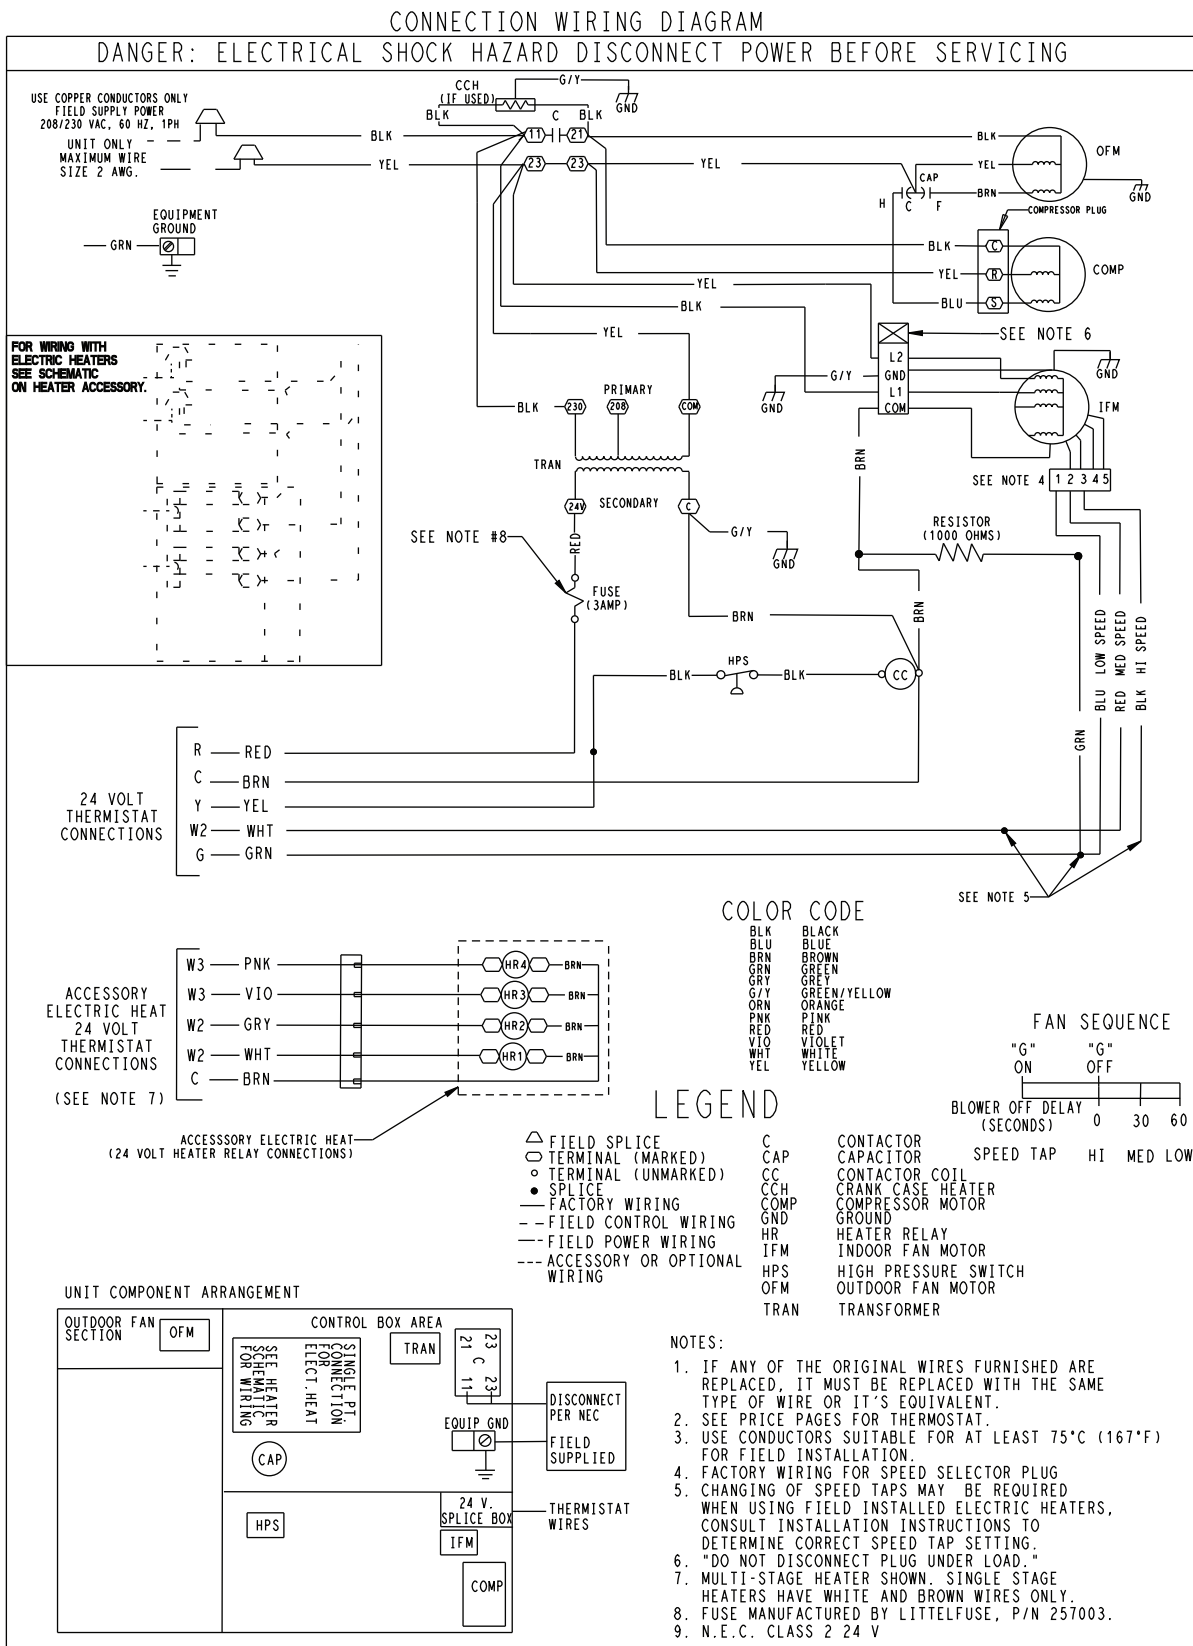 CONNECTION WIRING DIAGRAM
DANGER: ELECTRICAL SHOCK HAZARD DISCONNECT POWER BEFORE SERVICING
USE COPPER CONDUCTORS ONLY
FIELD SUPPLY POWER
208/230 VAC, 60 HZ, 1PH
UNIT ONLY
MAXIMUM WIRE
SIZE 2 AWG.
EQUIPMENT
GROUND
GRN
CCH
(IF USED)
G/Y
GND
BLK
C
BLK
BLK
11
21
BLK
YEL
23
23
YEL
YEL
OFM
CAP
H
C
F
BRN
GND
COMPRESSOR PLUG
BLK
C
YEL
R
COMP
BLU
S
YEL
BLK
YEL
SEE NOTE 6
L2
GND
L1
COM
G/Y
GND
GND
IFM
FOR WIRING WITH
ELECTRIC HEATERS
SEE SCHEMATIC
ON HEATER ACCESSORY.
PRIMARY
BLK
230
208
COM
TRAN
24V
SECONDARY
C
BRN
SEE NOTE 4
1 2 3 4 5
SEE NOTE #8
RED
G/Y
GND
RESISTOR
(1000 OHMS)
FUSE
(3AMP)
BRN
BRN
BLU LOW SPEED
RED MED SPEED
BLK HI SPEED
HPS
BLK
BLK
CC
GRN
24 VOLT
THERMISTAT
CONNECTIONS
R RED
C BRN
Y YEL
W2 WHT
G GRN
SEE NOTE 5
COLOR CODE
BLK BLACK
BLU BLUE
BRN BROWN
GRN GREEN
GRY GREY
G/Y GREEN/YELLOW
ORN ORANGE
PNK PINK
RED RED
VIO VIOLET
WHT WHITE
YEL YELLOW
ACCESSORY
ELECTRIC HEAT
24 VOLT
THERMISTAT
CONNECTIONS
(SEE NOTE 7)
W3 PNK HR4 BRN
W3 VIO HR3 BRN
W2 GRY HR2 BRN
W2 WHT HR1 BRN
C BRN
ACCESSSORY ELECTRIC HEAT
(24 VOLT HEATER RELAY CONNECTIONS)
FAN SEQUENCE
"G" "G"
ON OFF
BLOWER OFF DELAY
(SECONDS) 0 30 60
SPEED TAP HI MED LOW
LEGEND
FIELD SPLICE
TERMINAL (MARKED)
TERMINAL (UNMARKED)
SPLICE
FACTORY WIRING
FIELD CONTROL WIRING
FIELD POWER WIRING
ACCESSORY OR OPTIONAL
WIRING
C CONTACTOR
CAP CAPACITOR
CC CONTACTOR COIL
CCH CRANK CASE HEATER
COMP COMPRESSOR MOTOR
GND GROUND
HR HEATER RELAY
IFM INDOOR FAN MOTOR
HPS HIGH PRESSURE SWITCH
OFM OUTDOOR FAN MOTOR
TRAN TRANSFORMER
UNIT COMPONENT ARRANGEMENT
OUTDOOR FAN
SECTION
OFM
CONTROL BOX AREA
SINGLE PT.
CONNECTION
FOR
ELECT.HEAT
SEE HEATER
SCHEMATIC
FOR WIRING
TRAN
23
21
C
11
23
DISCONNECT
PER NEC
FIELD
SUPPLIED
EQUIP GND
CAP
HPS
24 V.
SPLICE BOX
THERMISTAT
WIRES
IFM
COMP
NOTES:
1. IF ANY OF THE ORIGINAL WIRES FURNISHED ARE
REPLACED, IT MUST BE REPLACED WITH THE SAME
TYPE OF WIRE OR IT'S EQUIVALENT.
2. SEE PRICE PAGES FOR THERMOSTAT.
3. USE CONDUCTORS SUITABLE FOR AT LEAST 75°C (167°F)
FOR FIELD INSTALLATION.
4. FACTORY WIRING FOR SPEED SELECTOR PLUG
5. CHANGING OF SPEED TAPS MAY BE REQUIRED
WHEN USING FIELD INSTALLED ELECTRIC HEATERS,
CONSULT INSTALLATION INSTRUCTIONS TO
DETERMINE CORRECT SPEED TAP SETTING.
6. "DO NOT DISCONNECT PLUG UNDER LOAD."
7. MULTI-STAGE HEATER SHOWN. SINGLE STAGE
HEATERS HAVE WHITE AND BROWN WIRES ONLY.
8. FUSE MANUFACTURED BY LITTELFUSE, P/N 257003.
9. N.E.C. CLASS 2 24 V